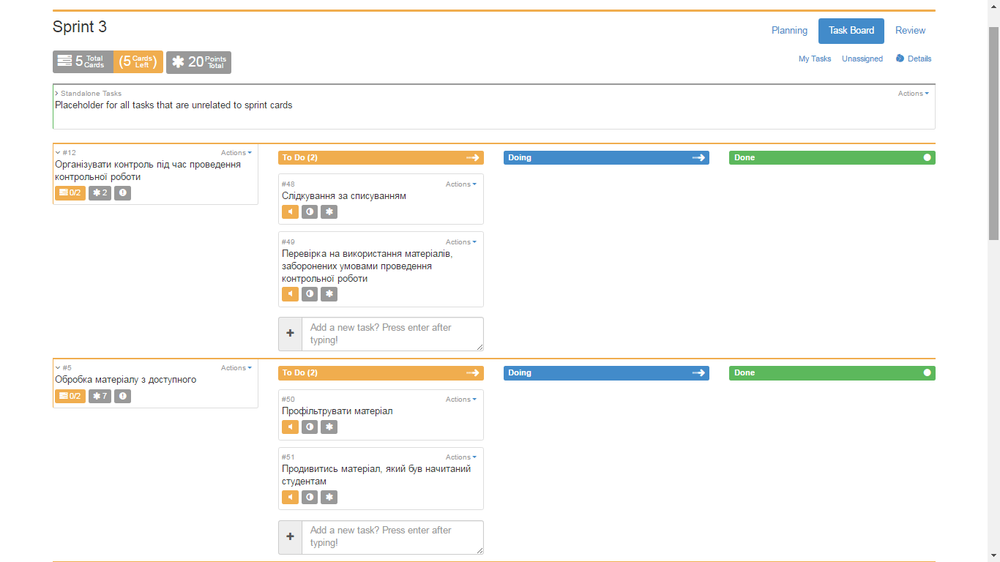 Sprint 3
Planning
Task Board
Review
5 Total Cards (5 Cards Left)
20 Points Total
My Tasks
Unassigned
Details
Standalone Tasks
Actions
Placeholder for all tasks that are unrelated to sprint cards
#12
Actions
Організувати контроль під час проведення
контрольної роботи
0/2
2
To Do (2)
Doing
Done
#48
Actions
Слідкування за списуванням
#49
Actions
Перевірка на використання матеріалів,
заборонених умовами проведення
контрольної роботи
Add a new task? Press enter after
typing!
#5
Actions
Обробка матеріалу з доступного
0/2
7
To Do (2)
Doing
Done
#50
Actions
Профільтрувати матеріал
#51
Actions
Продивитись матеріал, який був начитаний
студентам
Add a new task? Press enter after
typing!